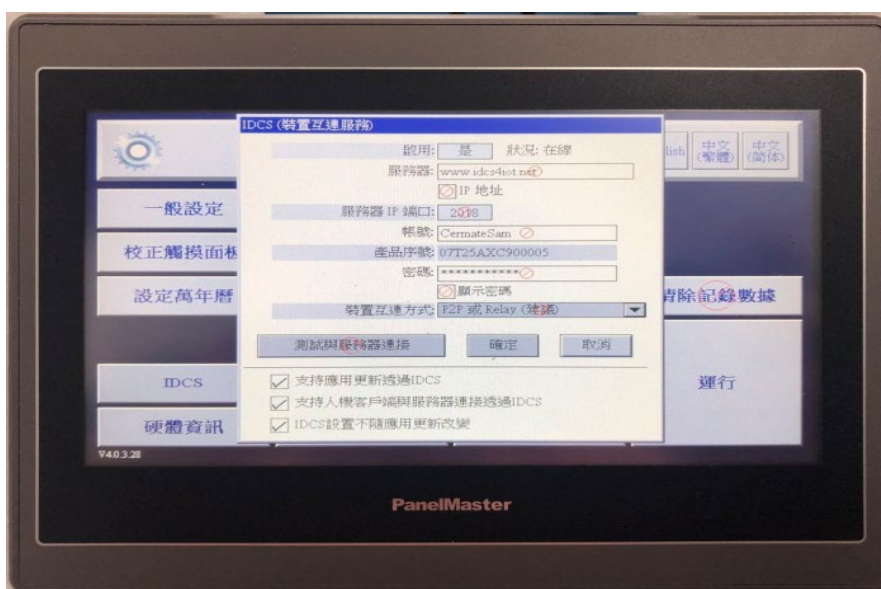 IDCS (裝置互連服務)
啟用: 是 狀況: 在線
服務器: www.idcs4iot.net
IP 地址
服務器 IP 端口: 2018
帳號: CermateSam
產品序號: 07T25AXC900005
密碼: ***********
顯示密碼
裝置互連方式: P2P 或 Relay (建議)
測試與服務器連接 確定 取消
支持應用更新透過IDCS
支持人機客戶端與服務器連接透過IDCS
IDCS設置不隨應用更新改變
lish 中文(繁體) 中文(简体)
一般設定
校正觸摸面板
設定萬年曆
清除記錄數據
IDCS
運行
硬體資訊
V4.0.3.28
PanelMaster